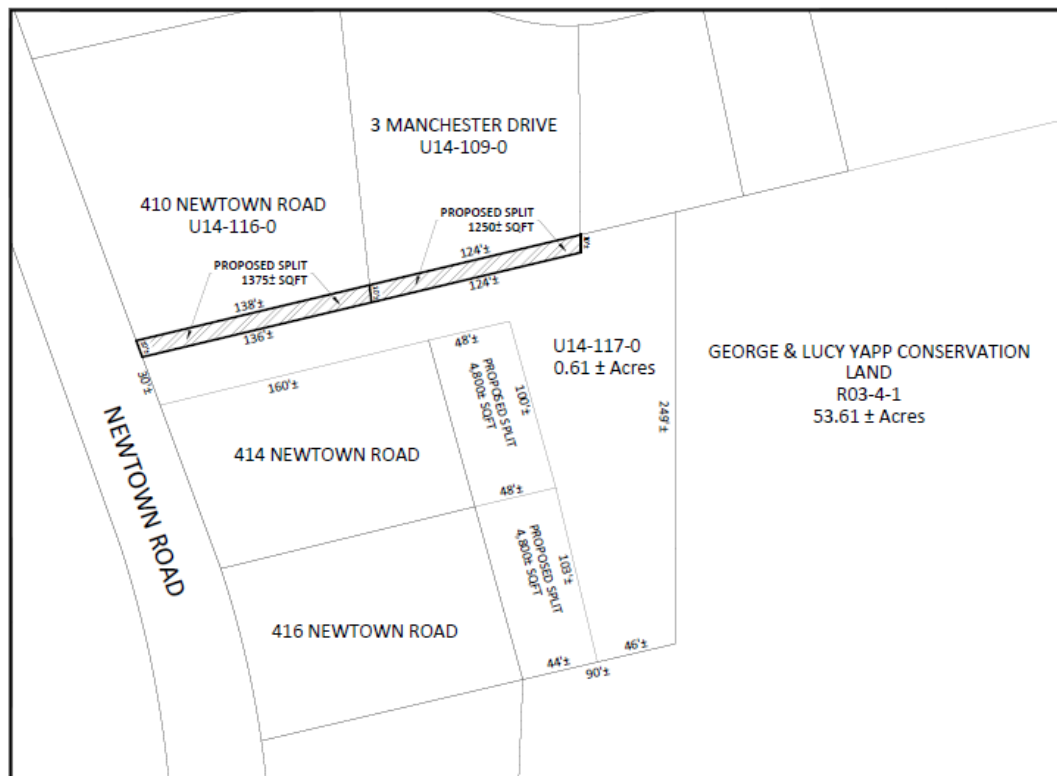 3 MANCHESTER DRIVE
U14-109-0
410 NEWTOWN ROAD
U14-116-0
PROPOSED SPLIT
1250± SQFT
124'±
124'±
PROPOSED SPLIT
1375± SQFT
138'±
136'±
10'±
30'±
160'±
48'±
U14-117-0
0.61 ± Acres
GEORGE & LUCY YAPP CONSERVATION
LAND
R03-4-1
53.61 ± Acres
PROPOSED SPLIT
4,800± SQFT
100'±
249'±
NEWTOWN ROAD
414 NEWTOWN ROAD
48'±
PROPOSED SPLIT
4,800± SQFT
103'±
416 NEWTOWN ROAD
44'±
90'±
46'±